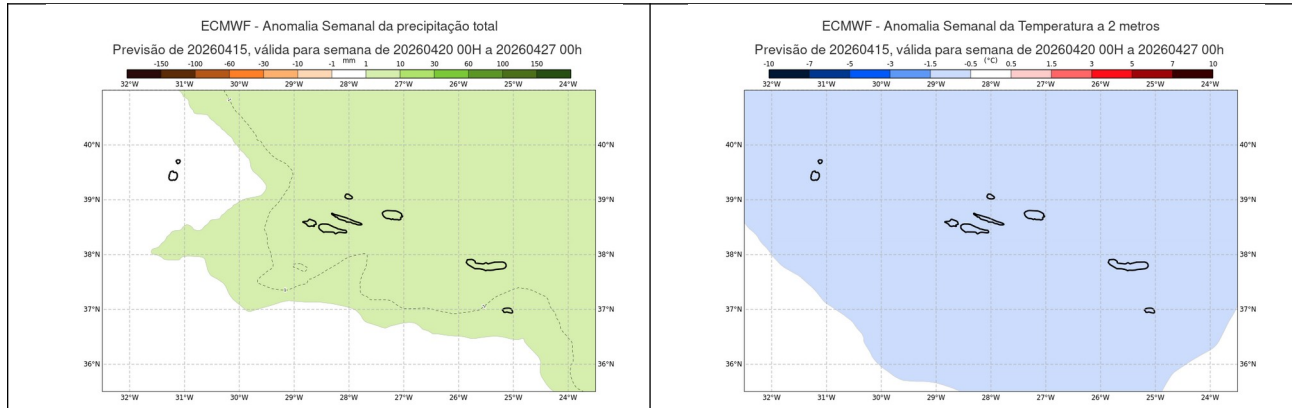 ECMWF - Anomalia Semanal da precipitação total
Previsão de 20260415, válida para semana de 20260420 00H a 20260427 00h
-150 -100 -60 -30 -10 -1 mm 1 10 30 60 100 150
32°W 31°W 30°W 29°W 28°W 27°W 26°W 25°W 24°W
40°N 40°N
39°N 39°N
38°N 38°N
37°N 37°N
36°N 36°N
32°W 31°W 30°W 29°W 28°W 27°W 26°W 25°W 24°W
ECMWF - Anomalia Semanal da Temperatura a 2 metros
Previsão de 20260415, válida para semana de 20260420 00H a 20260427 00h
-10 -7 -5 -3 -1.5 -0.5 (°C) 0.5 1.5 3 5 7 10
32°W 31°W 30°W 29°W 28°W 27°W 26°W 25°W 24°W
40°N 40°N
39°N 39°N
38°N 38°N
37°N 37°N
36°N 36°N
32°W 31°W 30°W 29°W 28°W 27°W 26°W 25°W 24°W